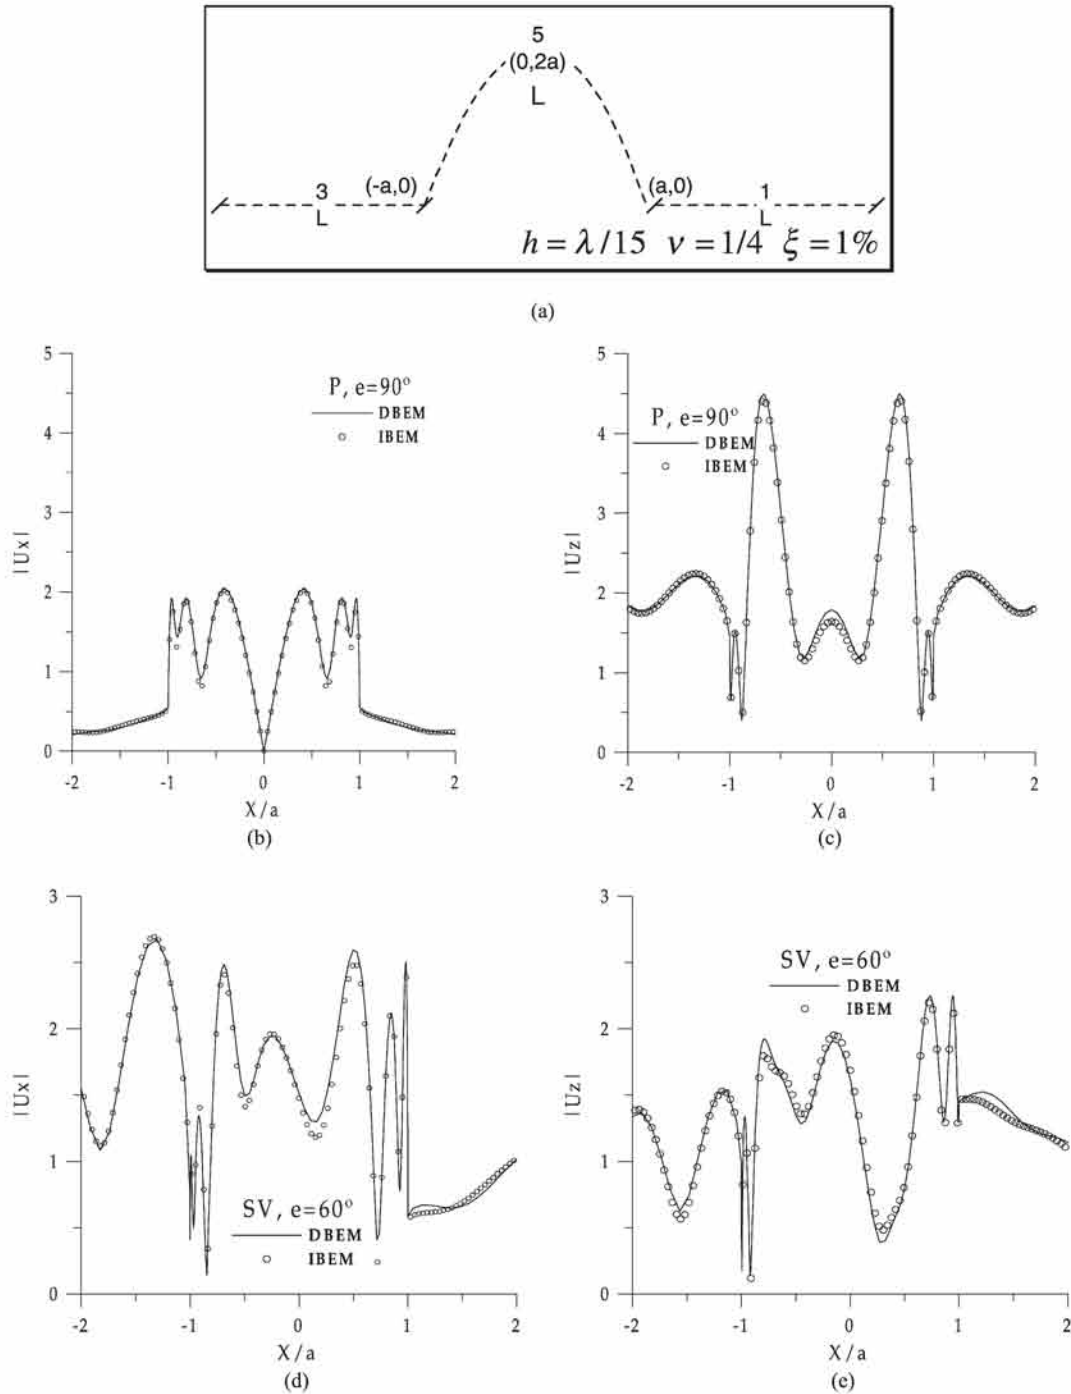 5
(0,2a)
L
3
(-a,0)
(a,0)
1
L
L
h = λ/15 ν = 1/4 ξ = 1%
(a)
5
4
3
2
1
0
|Ux|
P, e=90°
DBEM
IBEM
-2
-1
0
1
2
X/a
(b)
5
4
3
2
1
0
|Uz|
P, e=90°
DBEM
IBEM
-2
-1
0
1
2
X/a
(c)
3
2
1
0
|Ux|
SV, e=60°
DBEM
IBEM
-2
-1
0
1
2
X/a
(d)
3
2
1
0
|Uz|
SV, e=60°
DBEM
IBEM
-2
-1
0
1
2
X/a
(e)